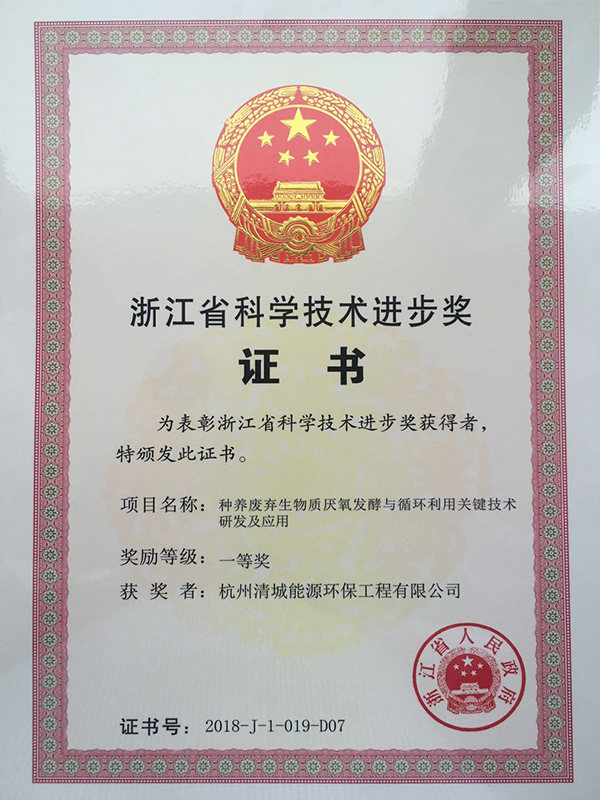 浙江省科学技术进步奖
证 书
为表彰浙江省科学技术进步奖获得者，
特颁发此证书。
项目名称：种养废弃生物质厌氧发酵与循环利用关键技术
研发及应用
奖励等级：一等奖
获 奖 者：杭州清城能源环保工程有限公司
浙江省人民政府
证书号：2018-J-1-019-D07